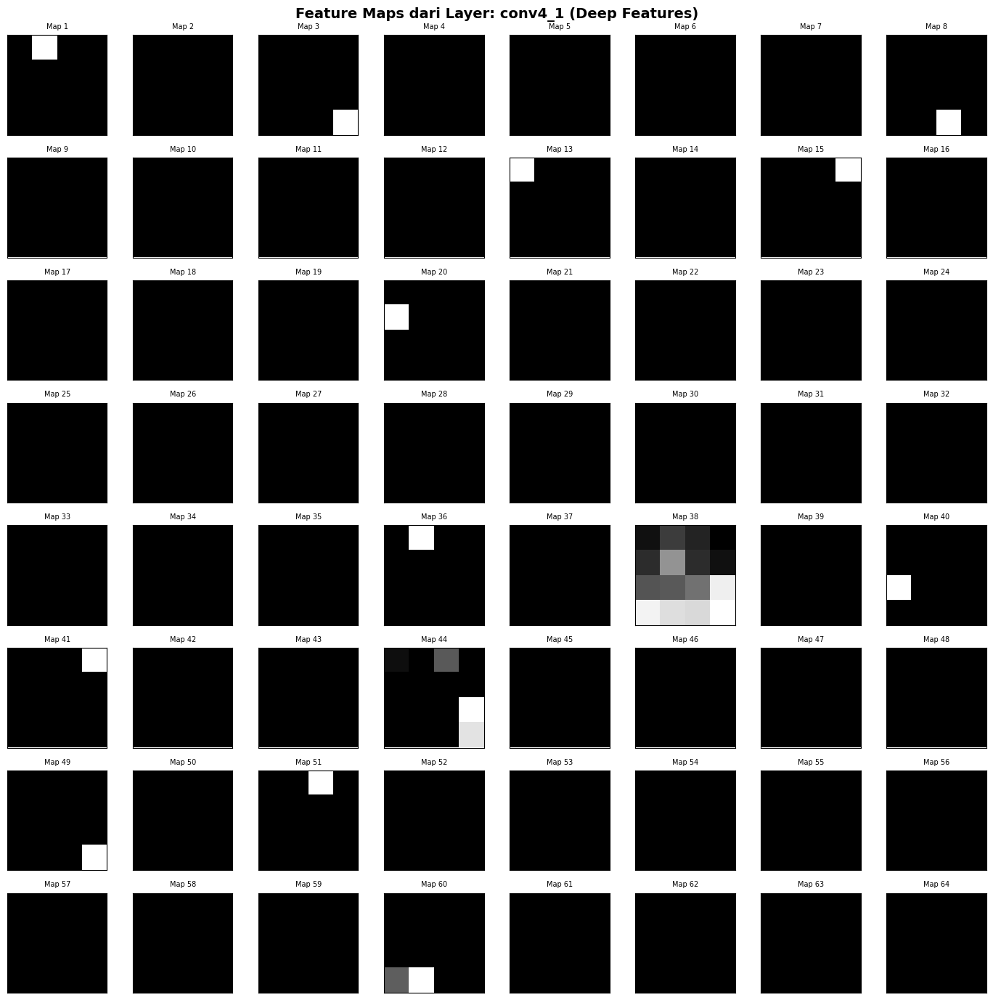 Feature Maps dari Layer: conv4_1 (Deep Features)
Map 1 Map 2 Map 3 Map 4 Map 5 Map 6 Map 7 Map 8
Map 9 Map 10 Map 11 Map 12 Map 13 Map 14 Map 15 Map 16
Map 17 Map 18 Map 19 Map 20 Map 21 Map 22 Map 23 Map 24
Map 25 Map 26 Map 27 Map 28 Map 29 Map 30 Map 31 Map 32
Map 33 Map 34 Map 35 Map 36 Map 37 Map 38 Map 39 Map 40
Map 41 Map 42 Map 43 Map 44 Map 45 Map 46 Map 47 Map 48
Map 49 Map 50 Map 51 Map 52 Map 53 Map 54 Map 55 Map 56
Map 57 Map 58 Map 59 Map 60 Map 61 Map 62 Map 63 Map 64